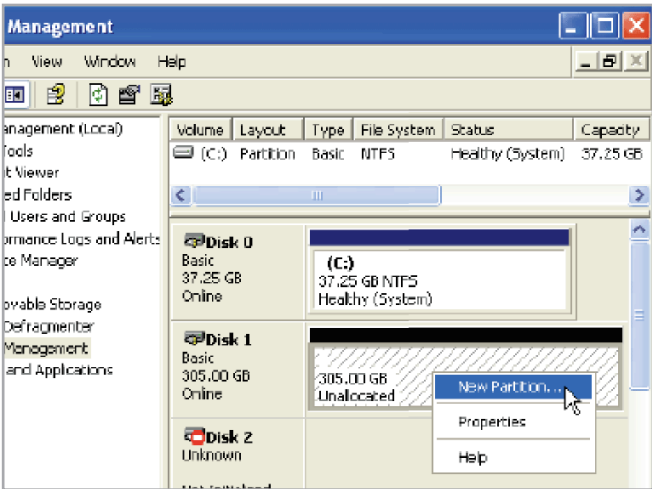 Management
View Window Help
anagement (Local)
Tools
t Viewer
ed Folders
Users and Groups
ormance Logs and Alerts
ce Manager
ovable Storage
Defragmenter
Management
and Applications
Volume Layout Type File System Status Capacity
(C:) Partition Basic NTFS Healthy (System) 37.25 GB
Disk 0
Basic
37.25 GB
Online
(C:)
37.25 GB NTFS
Healthy (System)
Disk 1
Basic
305.00 GB
Online
305.00 GB
Unallocated
New Partition...
Properties
Help
Disk 2
Unknown